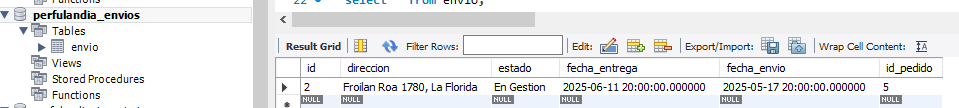 Functions
perfulandia_envios
Tables
envio
Views
Stored Procedures
Functions
22
select * from envio;
Result Grid
Filter Rows:
Edit:
Export/Import:
Wrap Cell Content:
id direccion estado fecha_entrega fecha_envio id_pedido
2 Froilan Roa 1780, La Florida En Gestion 2025-06-11 20:00:00.000000 2025-05-17 20:00:00.000000 5
NULL NULL NULL NULL NULL NULL